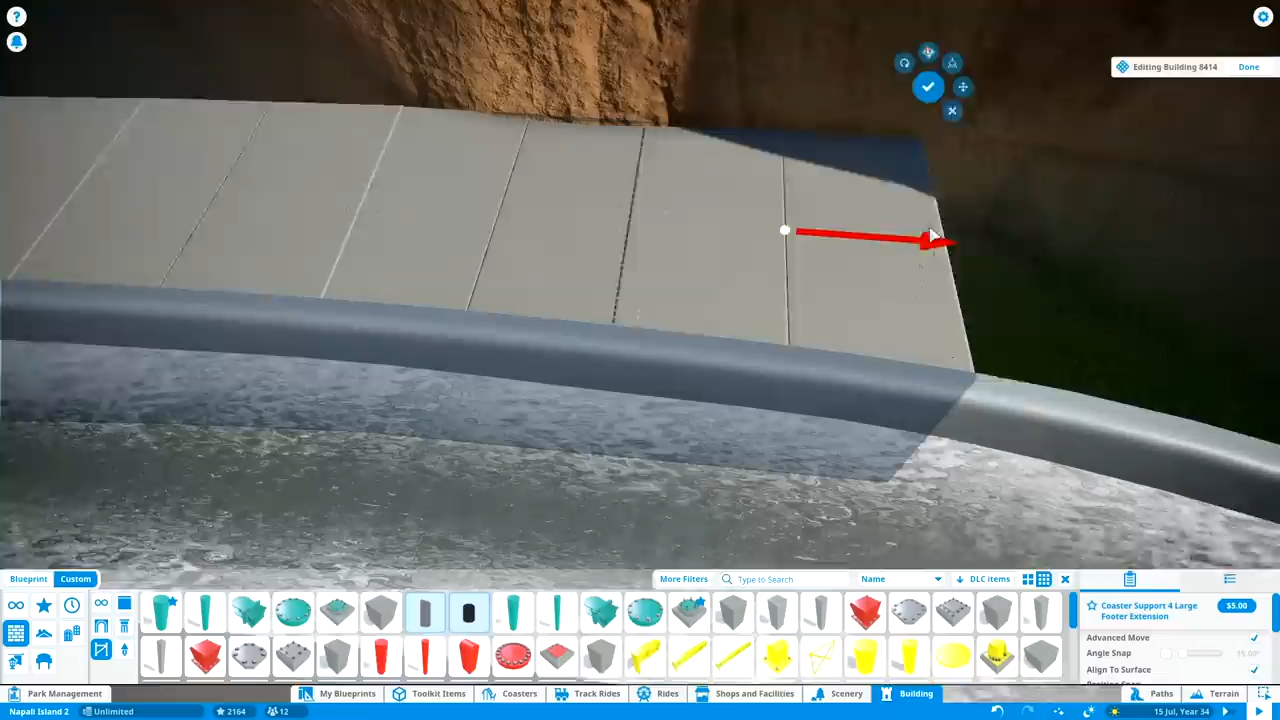 ?
Editing Building 8414 Done
Blueprint Custom
More Filters Type to Search Name DLC items
Coaster Support 4 Large
Footer Extension
$5.00
Advanced Move
Angle Snap 15.00°
Align To Surface
Park Management My Blueprints Toolkit Items Coasters Track Rides Rides Shops and Facilities Scenery Building Paths Terrain
Napali Island 2 Unlimited 2164 12 15 Jul, Year 34